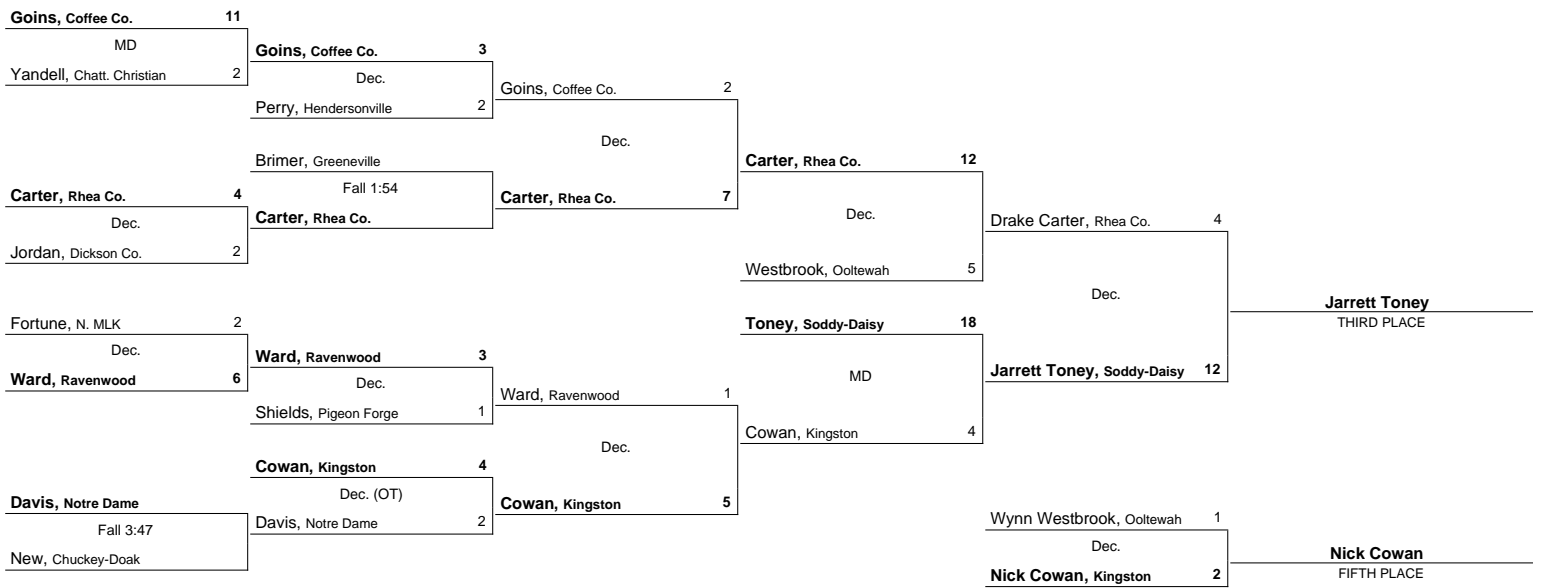 Goins, Coffee Co. 11
MD
Yandell, Chatt. Christian 2
Carter, Rhea Co. 4
Dec.
Jordan, Dickson Co. 2
Fortune, N. MLK 2
Dec.
Ward, Ravenwood 6
Davis, Notre Dame
Fall 3:47
New, Chuckey-Doak
Goins, Coffee Co. 3
Dec.
Perry, Hendersonville 2
Brimer, Greeneville
Fall 1:54
Carter, Rhea Co.
Ward, Ravenwood 3
Dec.
Shields, Pigeon Forge 1
Cowan, Kingston 4
Dec. (OT)
Davis, Notre Dame 2
Goins, Coffee Co. 2
Dec.
Carter, Rhea Co. 7
Ward, Ravenwood 1
Dec.
Cowan, Kingston 5
Carter, Rhea Co. 12
Dec.
Westbrook, Ooltewah 5
Toney, Soddy-Daisy 18
MD
Cowan, Kingston 4
Drake Carter, Rhea Co. 4
Dec.
Jarrett Toney, Soddy-Daisy 12
Wynn Westbrook, Ooltewah 1
Dec.
Nick Cowan, Kingston 2
Jarrett Toney
THIRD PLACE
Nick Cowan
FIFTH PLACE